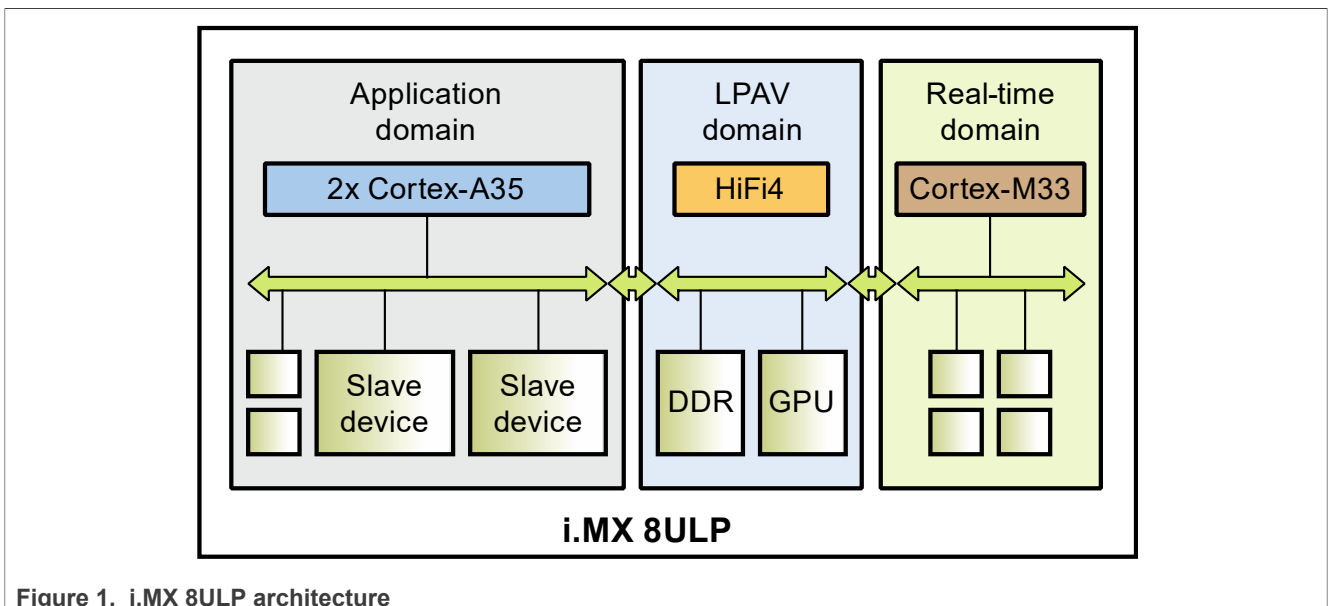 Application
domain
2x Cortex-A35
Slave
device
Slave
device
LPAV
domain
HiFi4
DDR
GPU
Real-time
domain
Cortex-M33
i.MX 8ULP
Figure 1. i.MX 8ULP architecture